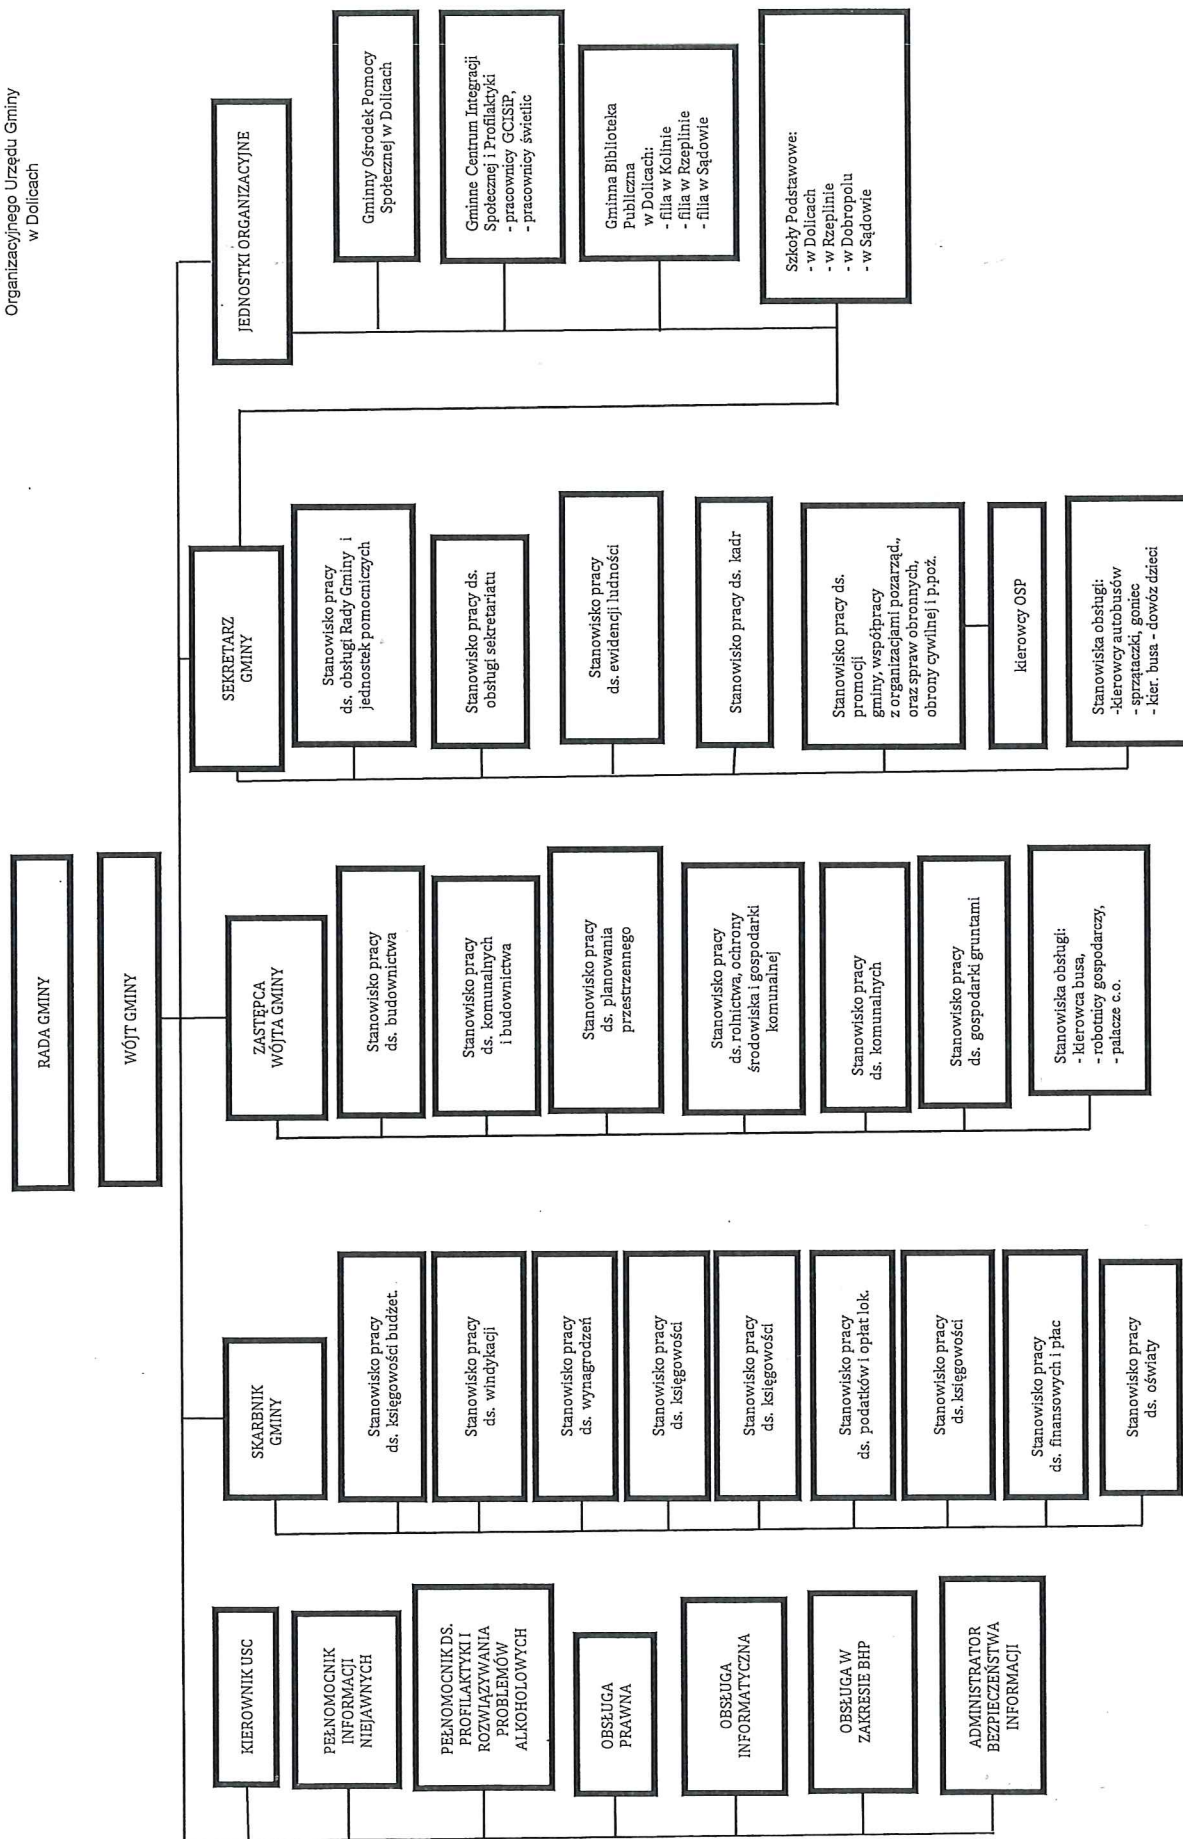 Organizacyjnego Urzędu Gminy
w Dolicach
RADA GMINY
WÓJT GMINY
KIEROWNIK USC
PEŁNOMOCNIK
INFORMACJI
NIEJAWNYCH
PEŁNOMOCNIK DS.
PROFILAKTYKI I
ROZWIĄZYWANIA
PROBLEMÓW
ALKOHOLOWYCH
OBSŁUGA
PRAWNA
OBSŁUGA
INFORMATYCZNA
OBSŁUGA W
ZAKRESIE BHP
ADMINISTRATOR
BEZPIECZEŃSTWA
INFORMACJI
SKARBNIK
GMINY
Stanowisko pracy
ds. księgowości budżet.
Stanowisko pracy
ds. windykacji
Stanowisko pracy
ds. wynagrodzeń
Stanowisko pracy
ds. księgowości
Stanowisko pracy
ds. księgowości
Stanowisko pracy
ds. podatków i opłat lok.
Stanowisko pracy
ds. księgowości
Stanowisko pracy
ds. finansowych i płac
Stanowisko pracy
ds. oświaty
ZASTĘPCA
WÓJTA GMINY
Stanowisko pracy
ds. budownictwa
Stanowisko pracy
ds. komunalnych
i budownictwa
Stanowisko pracy
ds. planowania
przestrzennego
Stanowisko pracy
ds. rolnictwa, ochrony
środowiska i gospodarki
komunalnej
Stanowisko pracy
ds. komunalnych
Stanowisko pracy
ds. gospodarki gruntami
Stanowiska obsługi:
- kierowca busa,
- robotnicy gospodarczy,
- palacze c.o.
SEKRETARZ
GMINY
Stanowisko pracy
ds. obsługi Rady Gminy i
jednostek pomocniczych
Stanowisko pracy ds.
obsługi sekretariatu
Stanowisko pracy
ds. ewidencji ludności
Stanowisko pracy ds. kadr
Stanowisko pracy ds.
promocji
gminy, współpracy
z organizacjami pozarząd.,
oraz spraw obronnych,
obrony cywilnej i p.poż.
kierowcy OSP
Stanowiska obsługi:
-kierowcy autobusów
- sprzątaczki, goniec
- kier. busa - dowóz dzieci
JEDNOSTKI ORGANIZACYJNE
Gminny Ośrodek Pomocy
Społecznej w Dolicach
Gminne Centrum Integracji
Społecznej i Profilaktyki
- pracownicy GCISiP,
- pracownicy świetlic
Gminna Biblioteka
Publiczna
w Dolicach:
- filia w Kolinie
- filia w Rzeplinie
- filia w Sądowie
Szkoły Podstawowe:
- w Dolicach
- w Rzeplinie
- w Dobropolu
- w Sądowie